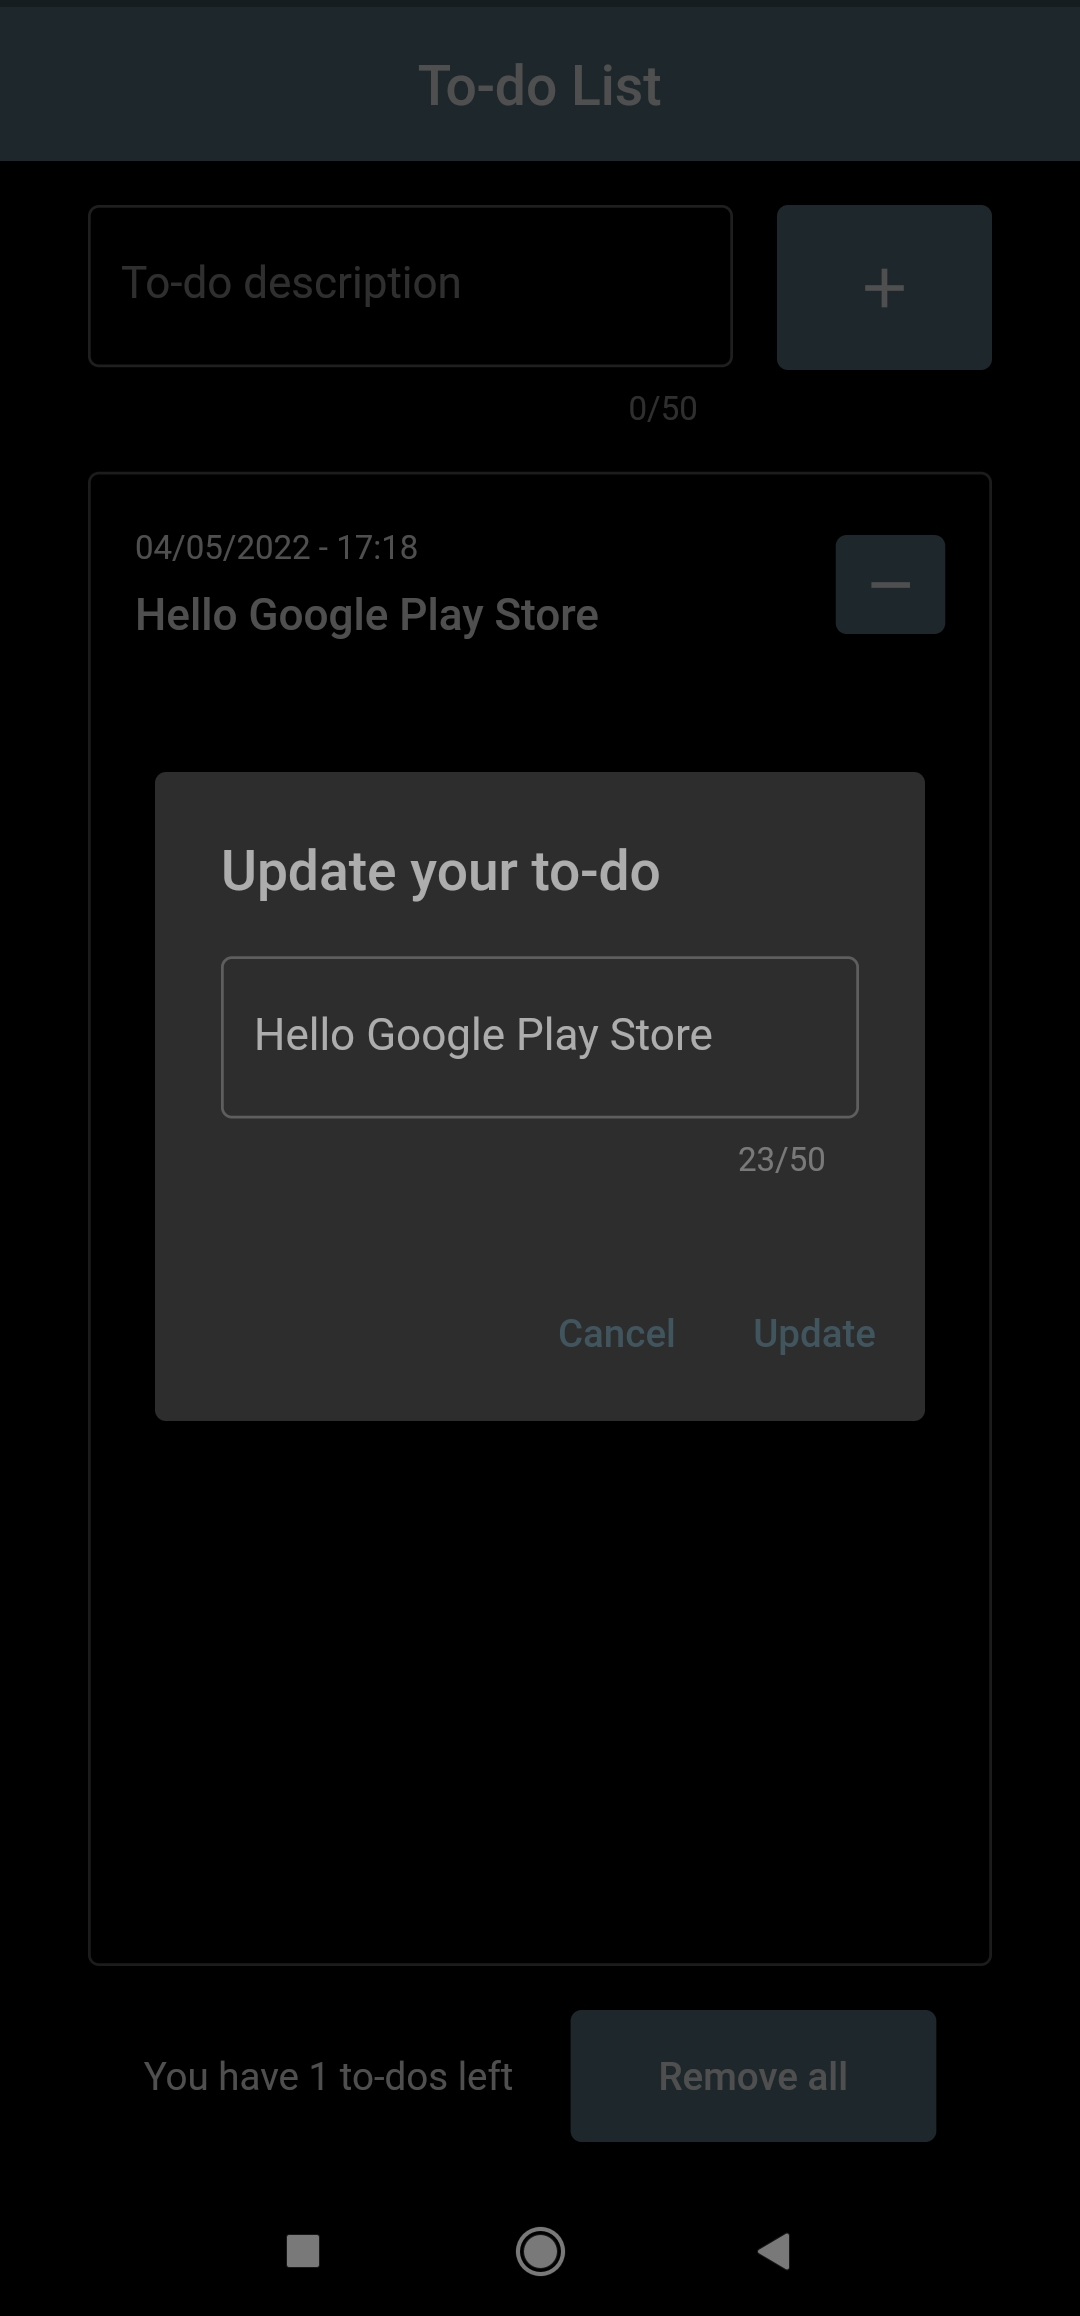 To-do List
To-do description
0/50
04/05/2022 - 17:18
Hello Google Play Store
Update your to-do
Hello Google Play Store
23/50
Cancel Update
You have 1 to-dos left
Remove all